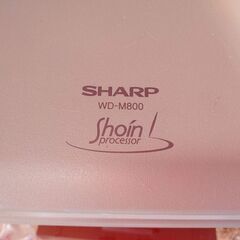 SHARP
WD-M800
Shoin
processor